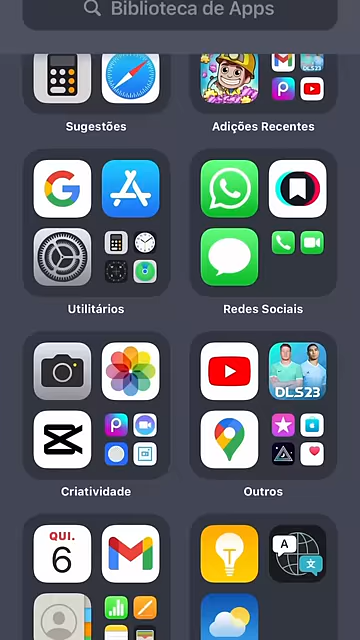 Biblioteca de Apps
DLS23
Sugestões
Adições Recentes
Utilitários
Redes Sociais
DLS23
Criatividade
Outros
QUI.
6
A